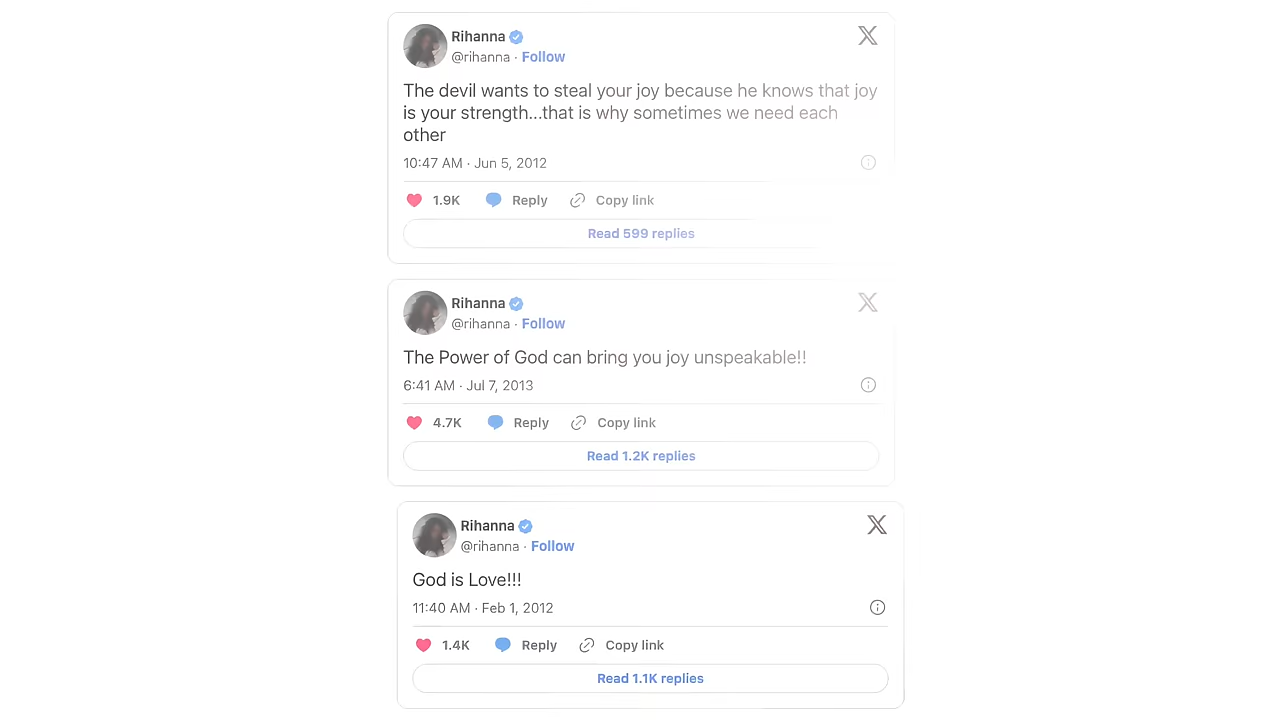 Rihanna
@rihanna · Follow
The devil wants to steal your joy because he knows that joy
is your strength...that is why sometimes we need each
other
10:47 AM · Jun 5, 2012
1.9K Reply Copy link
Read 599 replies
Rihanna
@rihanna · Follow
The Power of God can bring you joy unspeakable!!
6:41 AM · Jul 7, 2013
4.7K Reply Copy link
Read 1.2K replies
Rihanna
@rihanna · Follow
God is Love!!!
11:40 AM · Feb 1, 2012
1.4K Reply Copy link
Read 1.1K replies